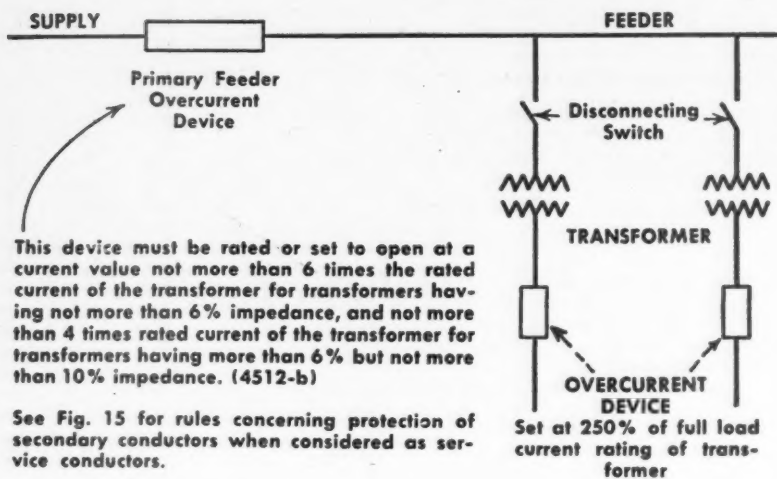 SUPPLY
FEEDER
Primary Feeder
Overcurrent
Device
Disconnecting
Switch
TRANSFORMER
This device must be rated or set to open at a
current value not more than 6 times the rated
current of the transformer for transformers hav-
ing not more than 6% impedance, and not more
than 4 times rated current of the transformer for
transformers having more than 6% but not more
than 10% impedance. (4512-b)
See Fig. 15 for rules concerning protection of
secondary conductors when considered as ser-
vice conductors.
OVERCURRENT
DEVICE
Set at 250% of full load
current rating of trans-
former